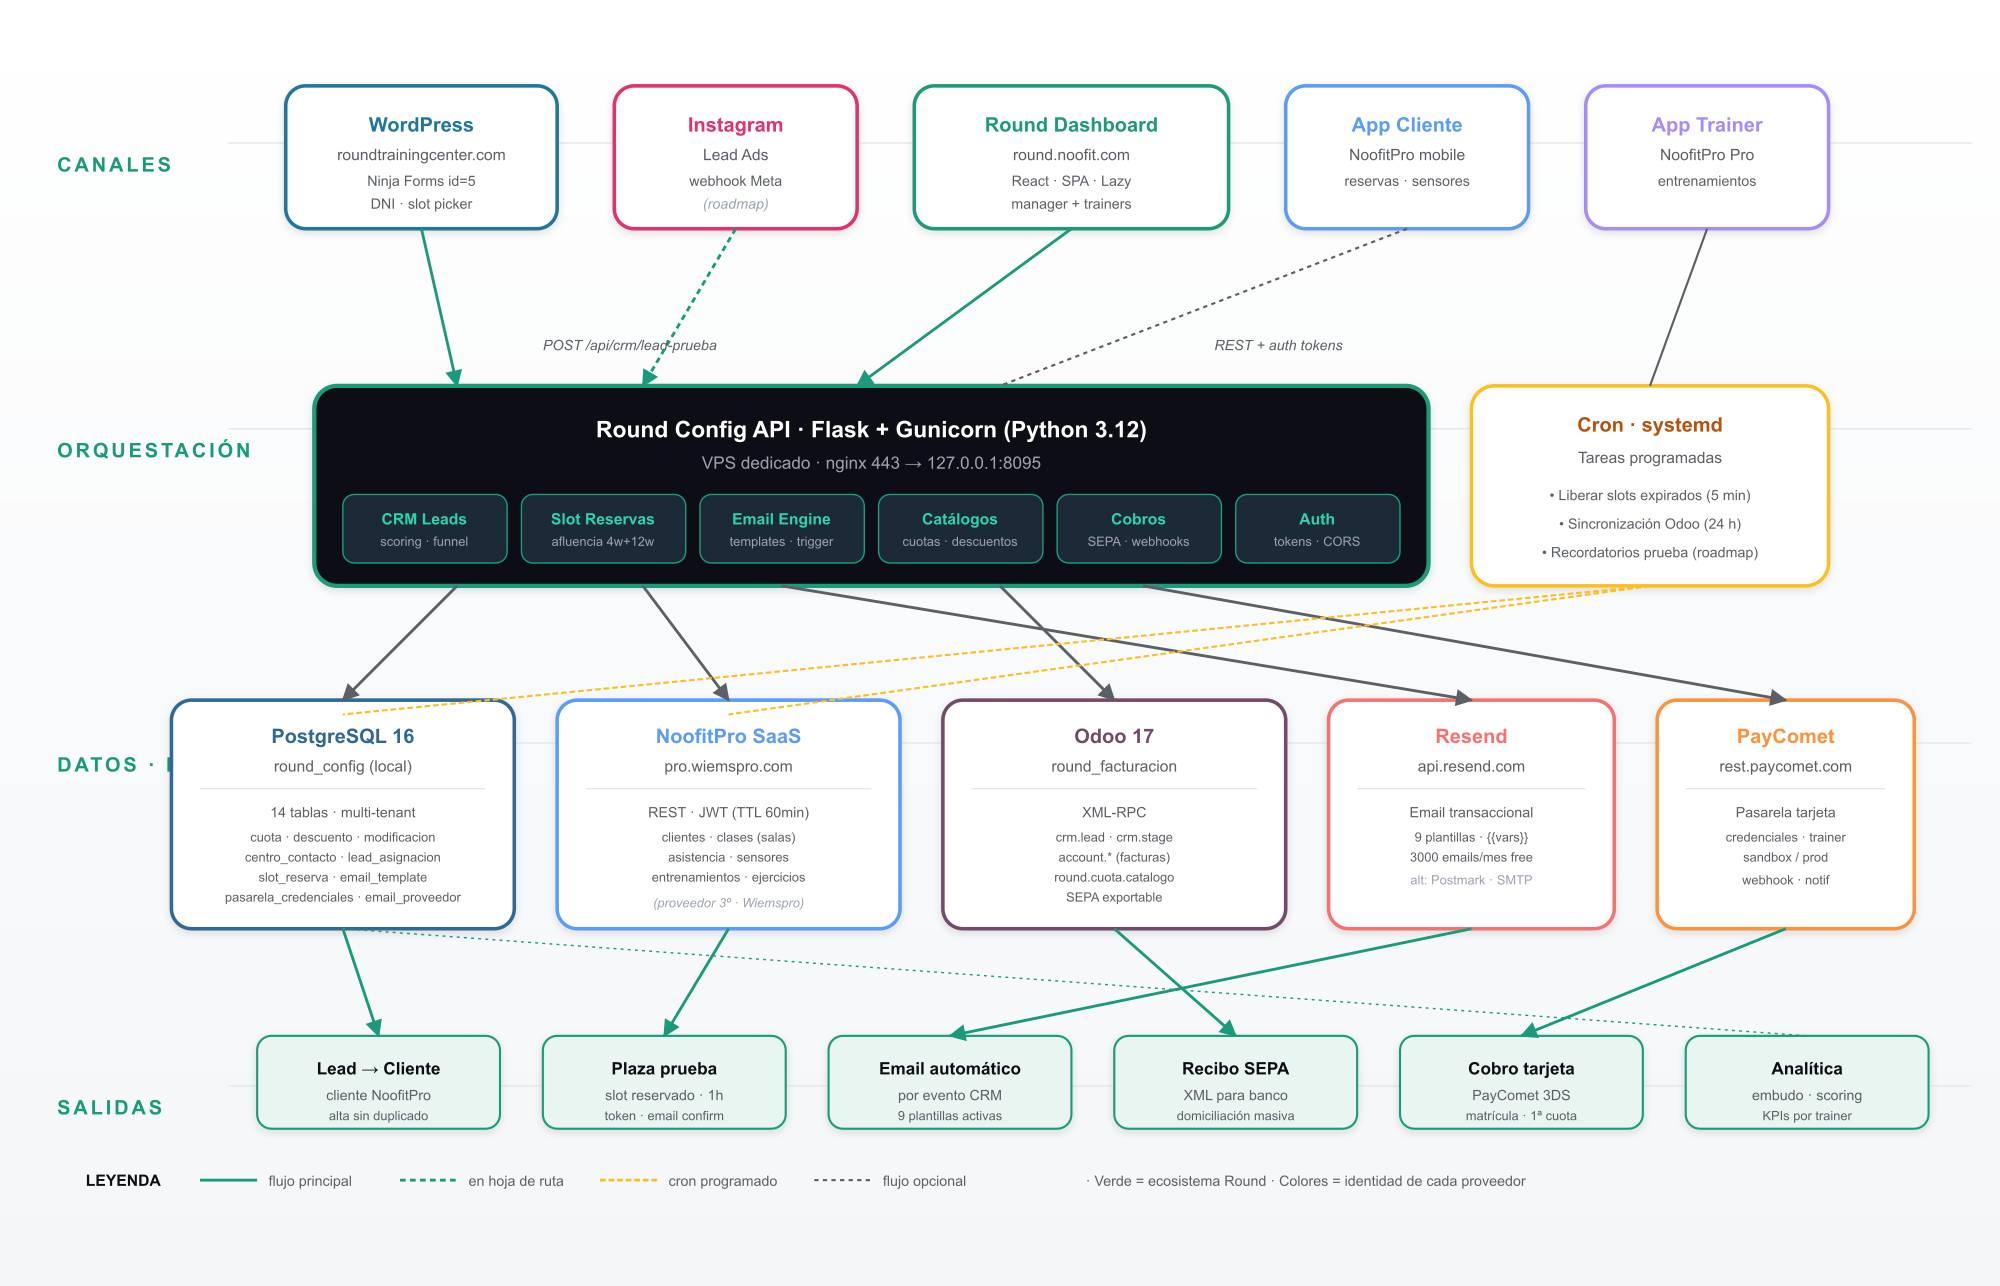 CANALES
WordPress
roundtrainingcenter.com
Ninja Forms id=5
DNI · slot picker
Instagram
Lead Ads
webhook Meta
(roadmap)
Round Dashboard
round.noofit.com
React · SPA · Lazy
manager + trainers
App Cliente
NoofitPro mobile
reservas · sensores
App Trainer
NoofitPro Pro
entrenamientos
POST /api/crm/lead-prueba
REST + auth tokens
ORQUESTACIÓN
Round Config API · Flask + Gunicorn (Python 3.12)
VPS dedicado · nginx 443 → 127.0.0.1:8095
CRM Leads
scoring · funnel
Slot Reservas
afluencia 4w+12w
Email Engine
templates · trigger
Catálogos
cuotas · descuentos
Cobros
SEPA · webhooks
Auth
tokens · CORS
Cron · systemd
Tareas programadas
• Liberar slots expirados (5 min)
• Sincronización Odoo (24 h)
• Recordatorios prueba (roadmap)
DATOS ·
PostgreSQL 16
round_config (local)
14 tablas · multi-tenant
cuota · descuento · modificacion
centro_contacto · lead_asignacion
slot_reserva · email_template
pasarela_credenciales · email_proveedor
NoofitPro SaaS
pro.wiemspro.com
REST · JWT (TTL 60min)
clientes · clases (salas)
asistencia · sensores
entrenamientos · ejercicios
(proveedor 3º · Wiemspro)
Odoo 17
round_facturacion
XML-RPC
crm.lead · crm.stage
account.* (facturas)
round.cuota.catalogo
SEPA exportable
Resend
api.resend.com
Email transaccional
9 plantillas · {{vars}}
3000 emails/mes free
alt: Postmark · SMTP
PayComet
rest.paycomet.com
Pasarela tarjeta
credenciales · trainer
sandbox / prod
webhook · notif
SALIDAS
Lead → Cliente
cliente NoofitPro
alta sin duplicado
Plaza prueba
slot reservado · 1h
token · email confirm
Email automático
por evento CRM
9 plantillas activas
Recibo SEPA
XML para banco
domiciliación masiva
Cobro tarjeta
PayComet 3DS
matrícula · 1ª cuota
Analítica
embudo · scoring
KPIs por trainer
LEYENDA
flujo principal
en hoja de ruta
cron programado
flujo opcional
· Verde = ecosistema Round · Colores = identidad de cada proveedor